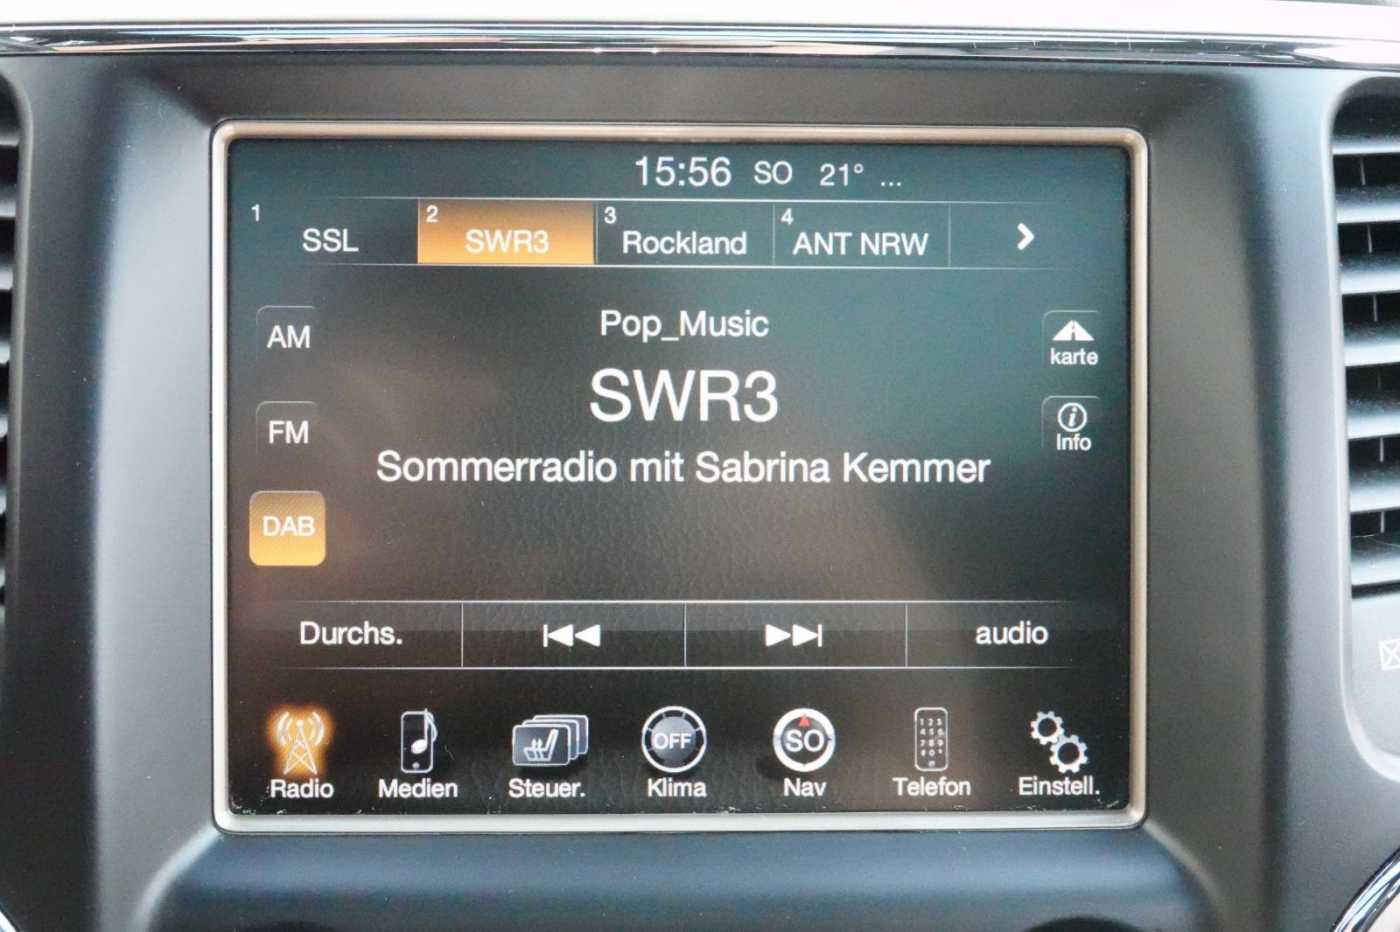 15:56 SO 21° ...
1 SSL 2 SWR3 3 Rockland 4 ANT NRW
Pop_Music
AM
karte
SWR3
FM
Info
Sommerradio mit Sabrina Kemmer
DAB
Durchs. audio
OFF SO
Radio Medien Steuer. Klima Nav Telefon Einstell.